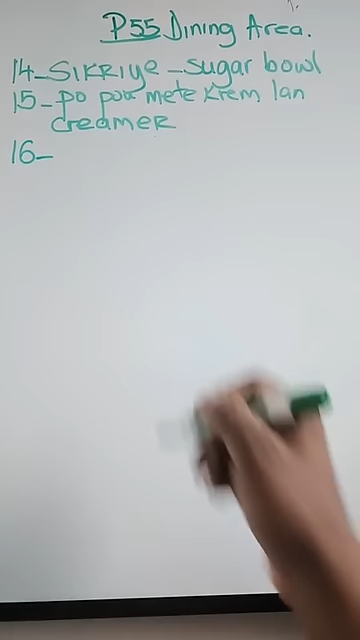 P55 Dining Area.
14-Sikriye-sugar bowl
15-po pou mete krem lan
creamer
16-